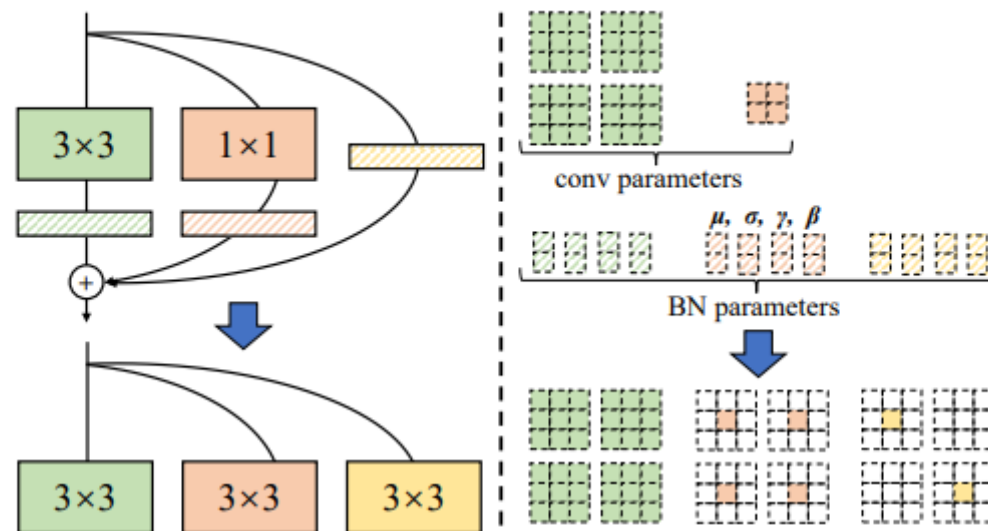 3×3
1×1
+
3×3
3×3
3×3
conv parameters
μ, σ, γ, β
BN parameters